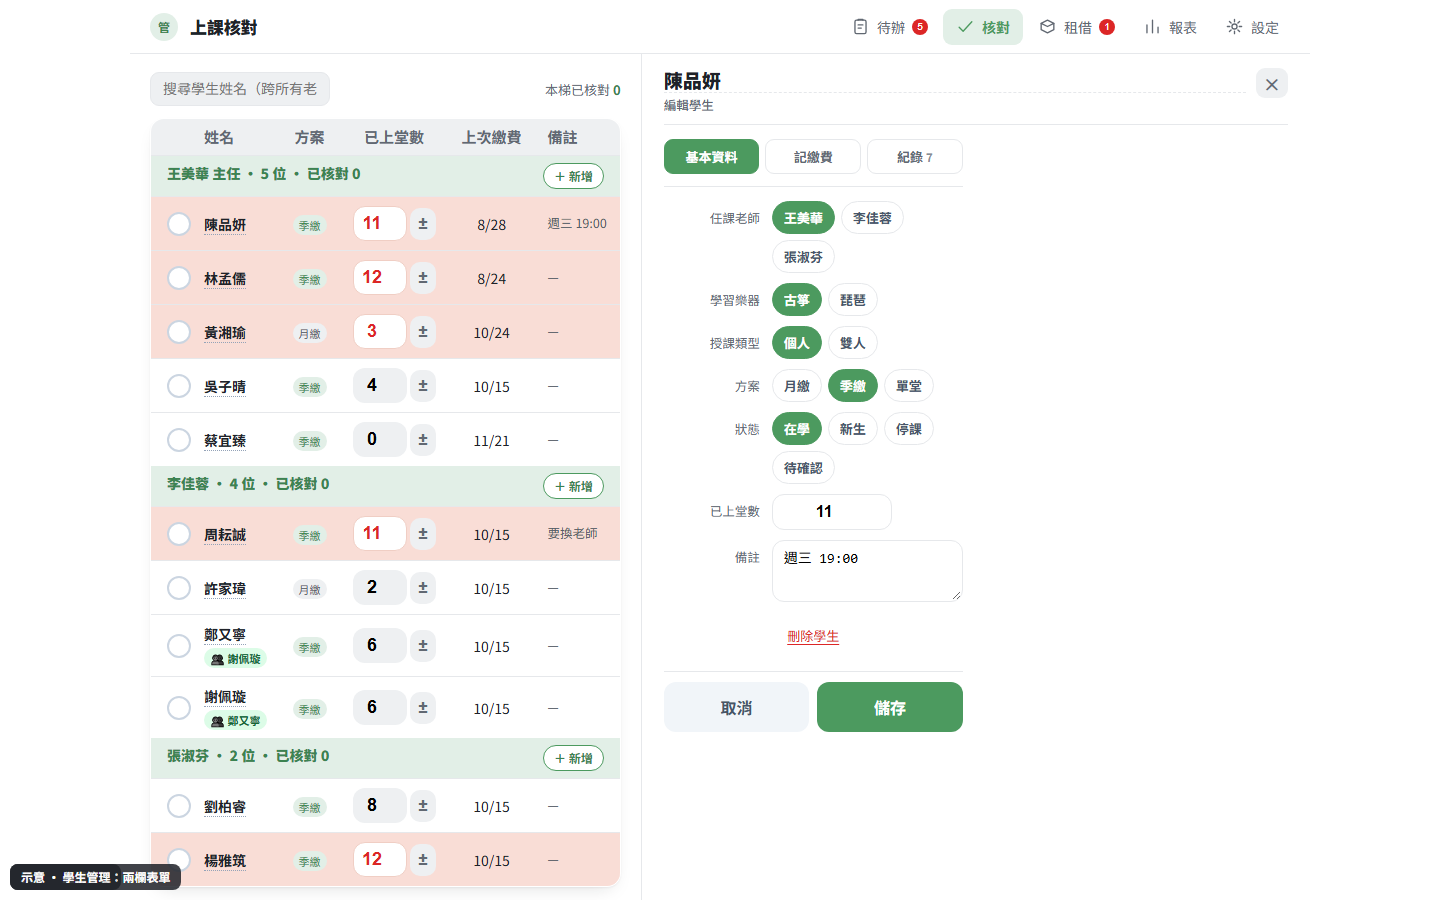 管 上課核對
待辦 5
核對
租借 1
報表
設定
搜尋學生姓名（跨所有老
本梯已核對 0
姓名 方案 已上堂數 上次繳費 備註
王美華 主任 • 5 位 • 已核對 0 ＋ 新增
陳品妍 季繳 11 ± 8/28 週三 19:00
林孟儒 季繳 12 ± 8/24 —
黃湘瑜 月繳 3 ± 10/24 —
吳子晴 季繳 4 ± 10/15 —
蔡宜臻 季繳 0 ± 11/21 —
李佳蓉 • 4 位 • 已核對 0 ＋ 新增
周耘誠 季繳 11 ± 10/15 要換老師
許家瑋 月繳 2 ± 10/15 —
鄭又寧 季繳 6 ± 10/15 —
謝佩璇
謝佩璇 季繳 6 ± 10/15 —
鄭又寧
張淑芬 • 2 位 • 已核對 0 ＋ 新增
劉柏睿 季繳 8 ± 10/15 —
楊雅筑 季繳 12 ± 10/15 —
示意 • 學生管理：兩欄表單
陳品妍
編輯學生
基本資料 記繳費 紀錄 7
任課老師 王美華 李佳蓉
張淑芬
學習樂器 古箏 琵琶
授課類型 個人 雙人
方案 月繳 季繳 單堂
狀態 在學 新生 停課
待確認
已上堂數 11
備註 週三 19:00
刪除學生
取消 儲存